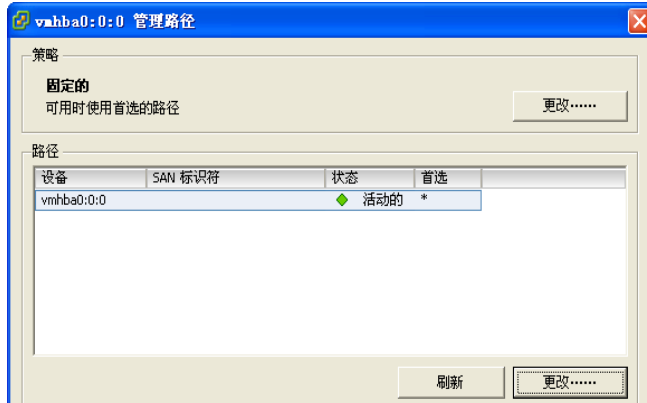 vmhba0:0:0 管理路径
策略
固定的
可用时使用首选的路径
更改……
路径
设备 SAN 标识符 状态 首选
vmhba0:0:0 活动的 *
刷新 更改……